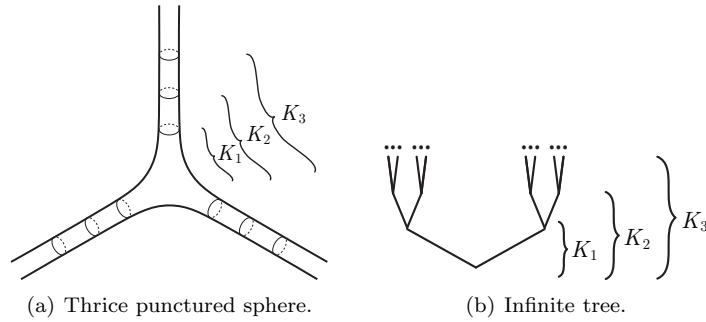 K₃
K₂
K₁
... ... ... ...
K₁
K₂
K₃
(a) Thrice punctured sphere.
(b) Infinite tree.